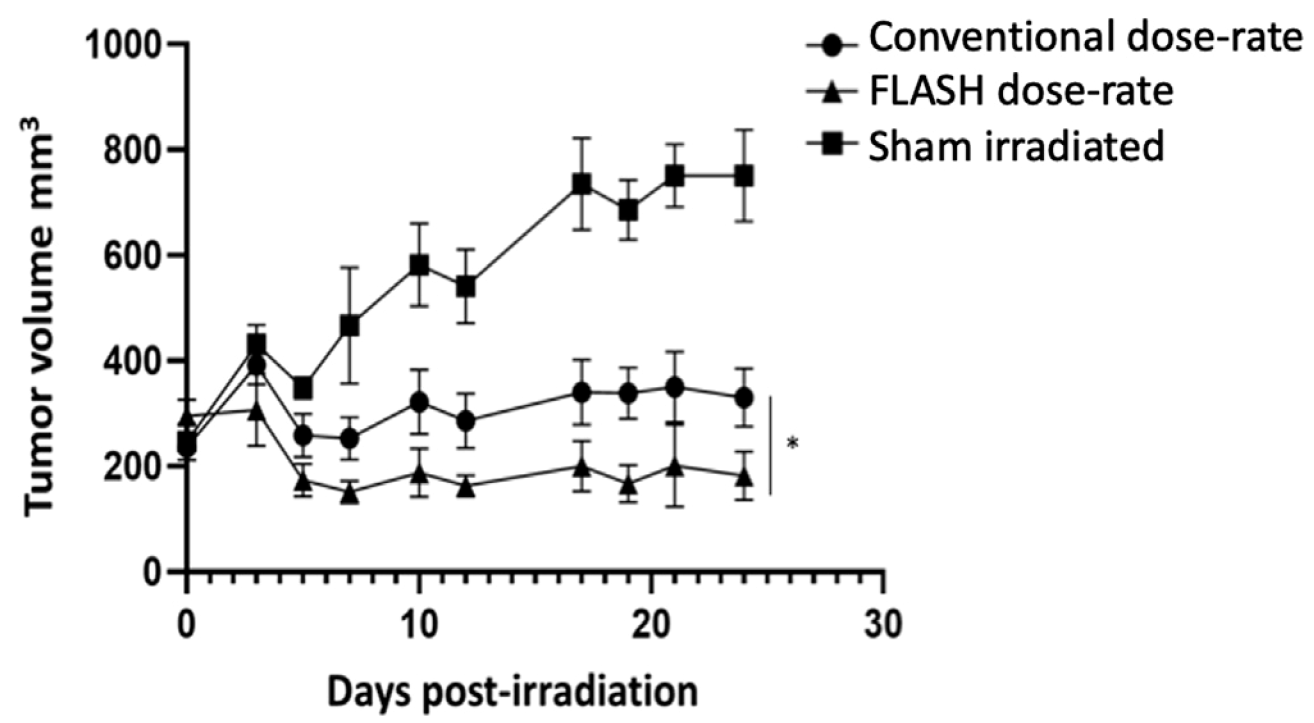 1000
800
600
400
200
0
Tumor volume mm³
0 10 20 30
Days post-irradiation
Conventional dose-rate
FLASH dose-rate
Sham irradiated
*